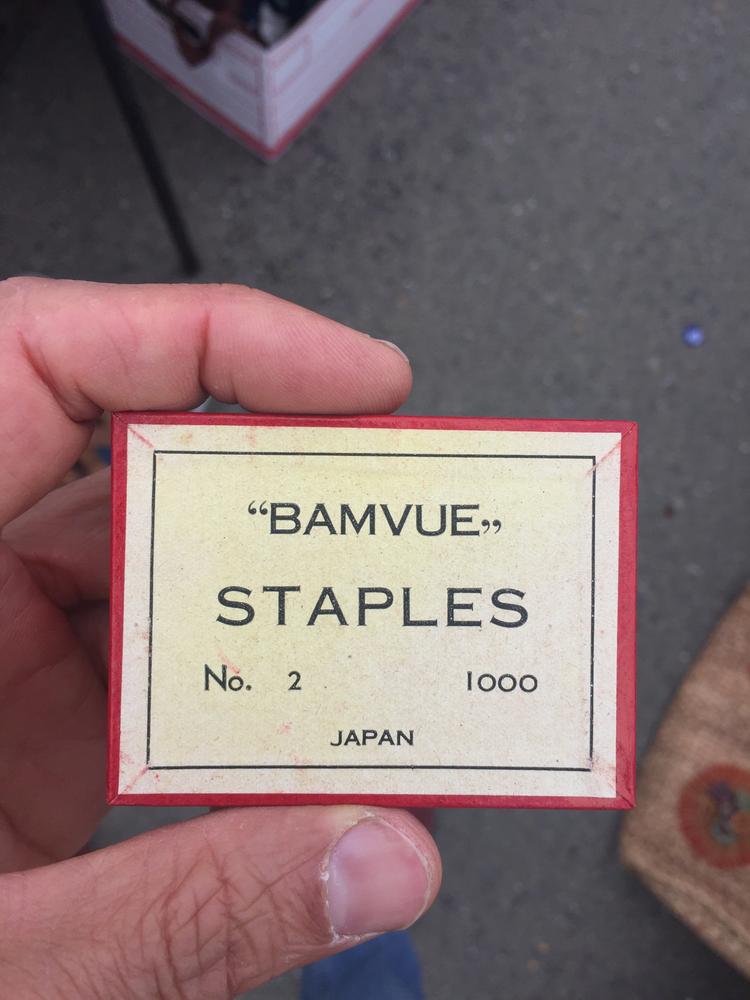 “BAMVUE„
STAPLES
No. 2 1000
JAPAN